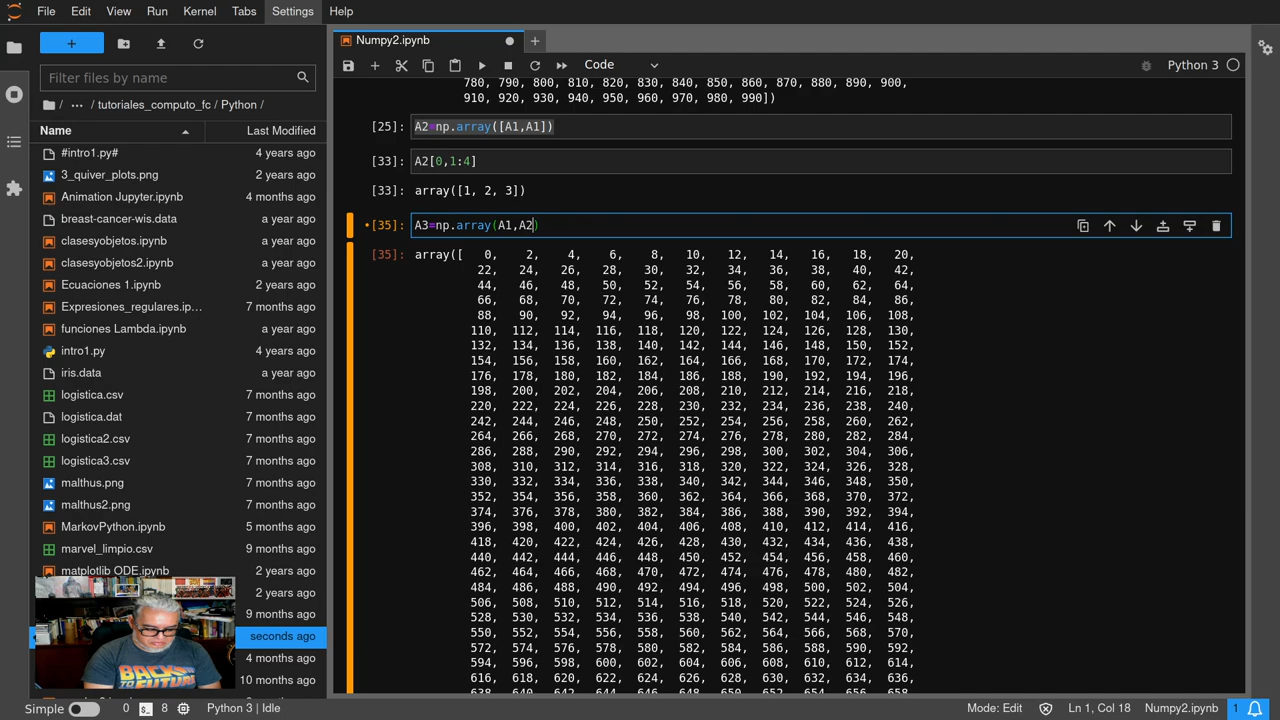 File Edit View Run Kernel Tabs Settings Help
Filter files by name
/ ... / tutoriales_computo_fc / Python /
Name Last Modified
#intro1.py# 4 years ago
3_quiver_plots.png 2 years ago
Animation Jupyter.ipynb 4 months ago
breast-cancer-wis.data a year ago
clasesyobjetos.ipynb a year ago
clasesyobjetos2.ipynb a year ago
Ecuaciones 1.ipynb 2 years ago
Expresiones_regulares.ip... 7 months ago
funciones Lambda.ipynb a year ago
intro1.py 4 years ago
iris.data a year ago
logistica.csv 7 months ago
logistica.dat 7 months ago
logistica2.csv 7 months ago
logistica3.csv 7 months ago
malthus.png 7 months ago
malthus2.png 7 months ago
MarkovPython.ipynb 5 months ago
marvel_limpio.csv 9 months ago
matplotlib ODE.ipynb 2 years ago
2 years ago
9 months ago
seconds ago
4 months ago
10 months ago
BACK
TO THE
FUTURE
Simple 0 8 Python 3 | Idle
Numpy2.ipynb
Code
Python 3
780, 790, 800, 810, 820, 830, 840, 850, 860, 870, 880, 890, 900,
910, 920, 930, 940, 950, 960, 970, 980, 990])
[25]: A2=np.array([A1,A1])
[33]: A2[0,1:4]
[33]: array([1, 2, 3])
[35]: A3=np.array(A1,A2)
[35]: array([ 0, 2, 4, 6, 8, 10, 12, 14, 16, 18, 20,
22, 24, 26, 28, 30, 32, 34, 36, 38, 40, 42,
44, 46, 48, 50, 52, 54, 56, 58, 60, 62, 64,
66, 68, 70, 72, 74, 76, 78, 80, 82, 84, 86,
88, 90, 92, 94, 96, 98, 100, 102, 104, 106, 108,
110, 112, 114, 116, 118, 120, 122, 124, 126, 128, 130,
132, 134, 136, 138, 140, 142, 144, 146, 148, 150, 152,
154, 156, 158, 160, 162, 164, 166, 168, 170, 172, 174,
176, 178, 180, 182, 184, 186, 188, 190, 192, 194, 196,
198, 200, 202, 204, 206, 208, 210, 212, 214, 216, 218,
220, 222, 224, 226, 228, 230, 232, 234, 236, 238, 240,
242, 244, 246, 248, 250, 252, 254, 256, 258, 260, 262,
264, 266, 268, 270, 272, 274, 276, 278, 280, 282, 284,
286, 288, 290, 292, 294, 296, 298, 300, 302, 304, 306,
308, 310, 312, 314, 316, 318, 320, 322, 324, 326, 328,
330, 332, 334, 336, 338, 340, 342, 344, 346, 348, 350,
352, 354, 356, 358, 360, 362, 364, 366, 368, 370, 372,
374, 376, 378, 380, 382, 384, 386, 388, 390, 392, 394,
396, 398, 400, 402, 404, 406, 408, 410, 412, 414, 416,
418, 420, 422, 424, 426, 428, 430, 432, 434, 436, 438,
440, 442, 444, 446, 448, 450, 452, 454, 456, 458, 460,
462, 464, 466, 468, 470, 472, 474, 476, 478, 480, 482,
484, 486, 488, 490, 492, 494, 496, 498, 500, 502, 504,
506, 508, 510, 512, 514, 516, 518, 520, 522, 524, 526,
528, 530, 532, 534, 536, 538, 540, 542, 544, 546, 548,
550, 552, 554, 556, 558, 560, 562, 564, 566, 568, 570,
572, 574, 576, 578, 580, 582, 584, 586, 588, 590, 592,
594, 596, 598, 600, 602, 604, 606, 608, 610, 612, 614,
616, 618, 620, 622, 624, 626, 628, 630, 632, 634, 636,
638, 640, 642, 644, 646, 648, 650, 652, 654, 656, 658,
Mode: Edit Ln 1, Col 18 Numpy2.ipynb 1